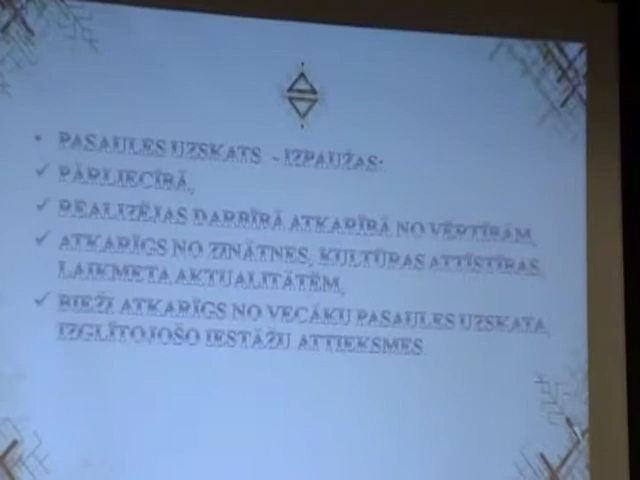 • PASAULES UZSKATS - IZPAUŽAS:
✓ PĀRLIECĪBĀ,
✓ REALIZĒJAS DARBĪBĀ ATKARĪBĀ NO VĒRTĪBĀM,
✓ ATKARĪGS NO ZINĀTNES, KULTŪRAS ATTĪSTĪBAS,
LAIKMETA AKTUALITĀTĒM,
✓ BIEŽI ATKARĪGS NO VECĀKU PASAULES UZSKATA,
IZGLĪTOJOŠO IESTĀŽU ATTIEKSMES